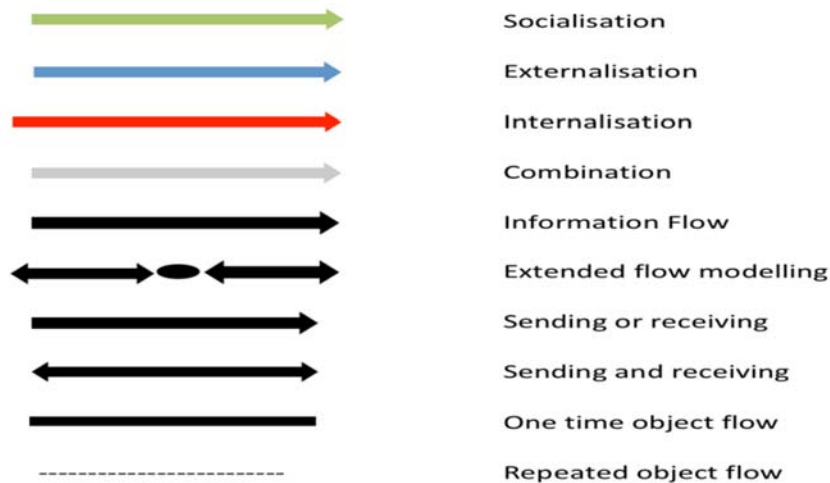 Socialisation
Externalisation
Internalisation
Combination
Information Flow
Extended flow modelling
Sending or receiving
Sending and receiving
One time object flow
Repeated object flow